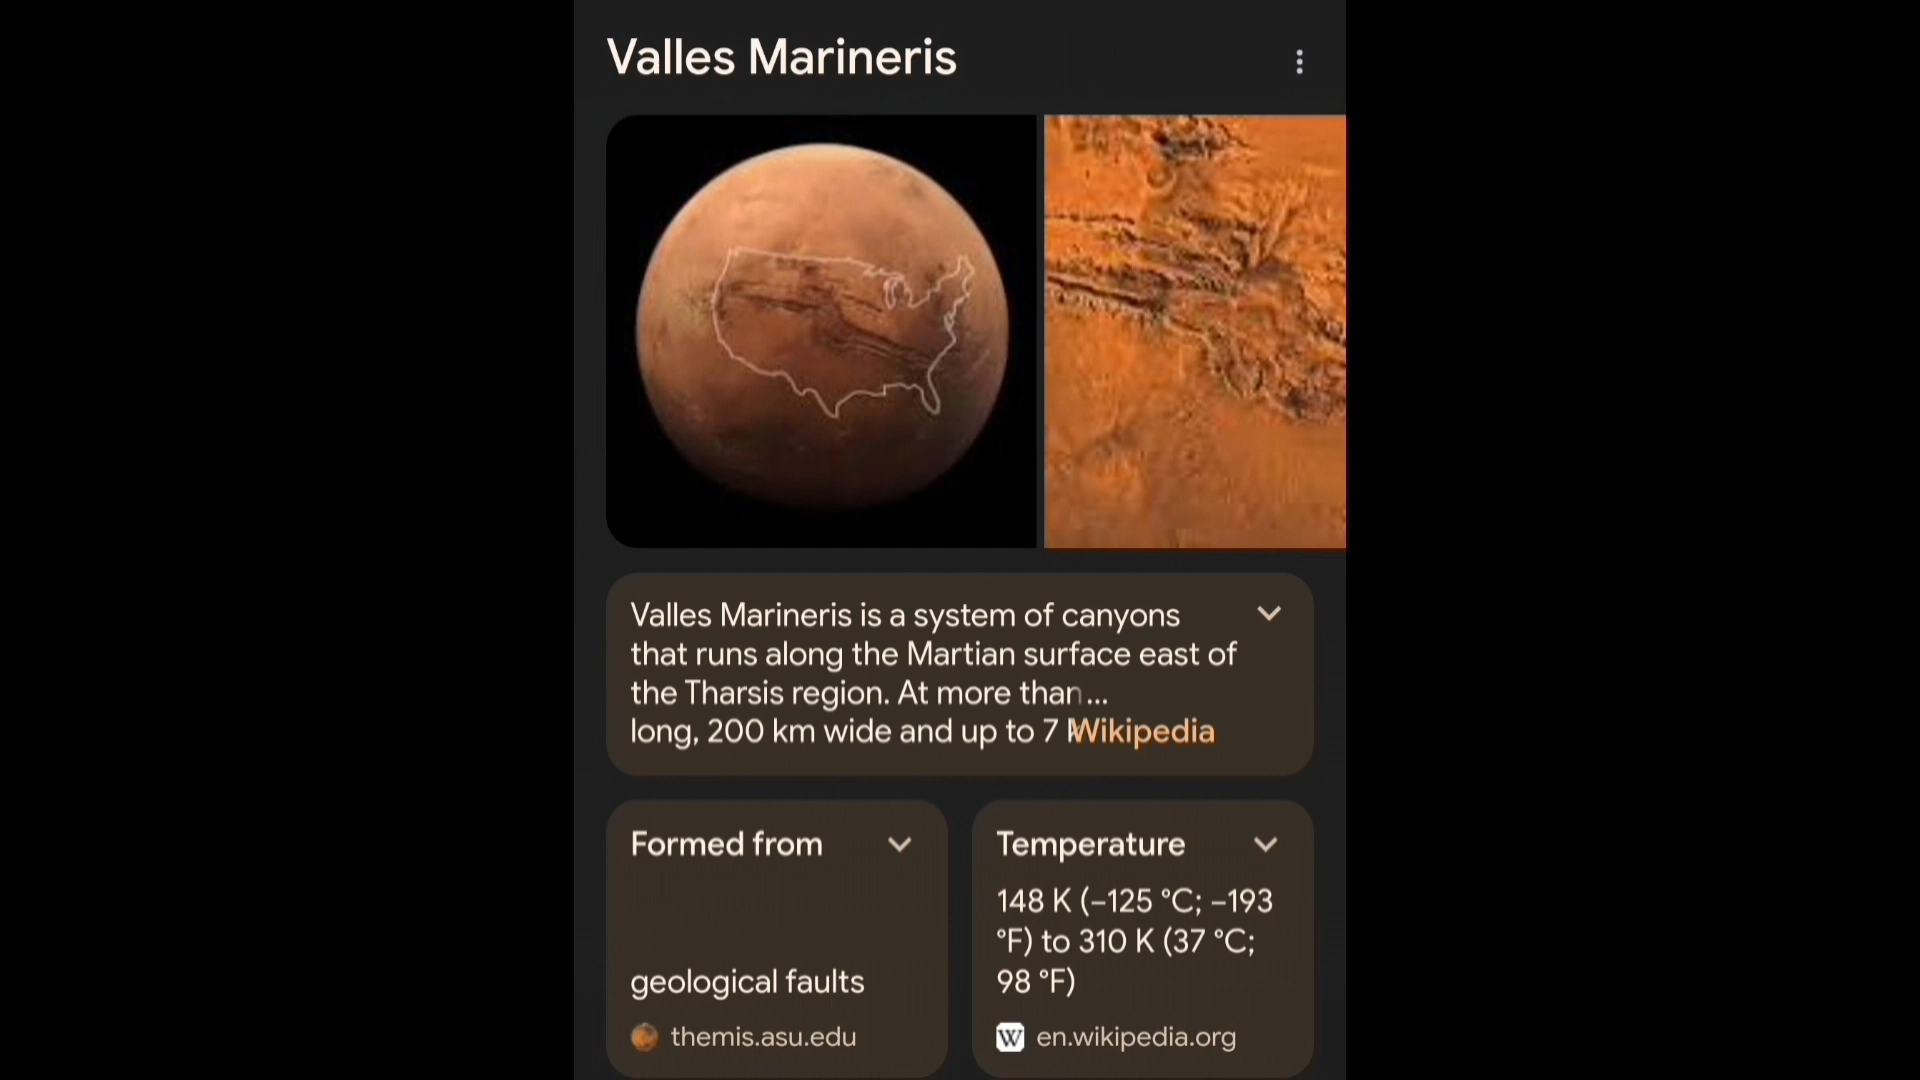 Valles Marineris
Valles Marineris is a system of canyons
that runs along the Martian surface east of
the Tharsis region. At more than...
long, 200 km wide and up to 7 Wikipedia
Formed from
geological faults
themis.asu.edu
Temperature
148 K (–125 °C; –193
°F) to 310 K (37 °C;
98 °F)
W en.wikipedia.org